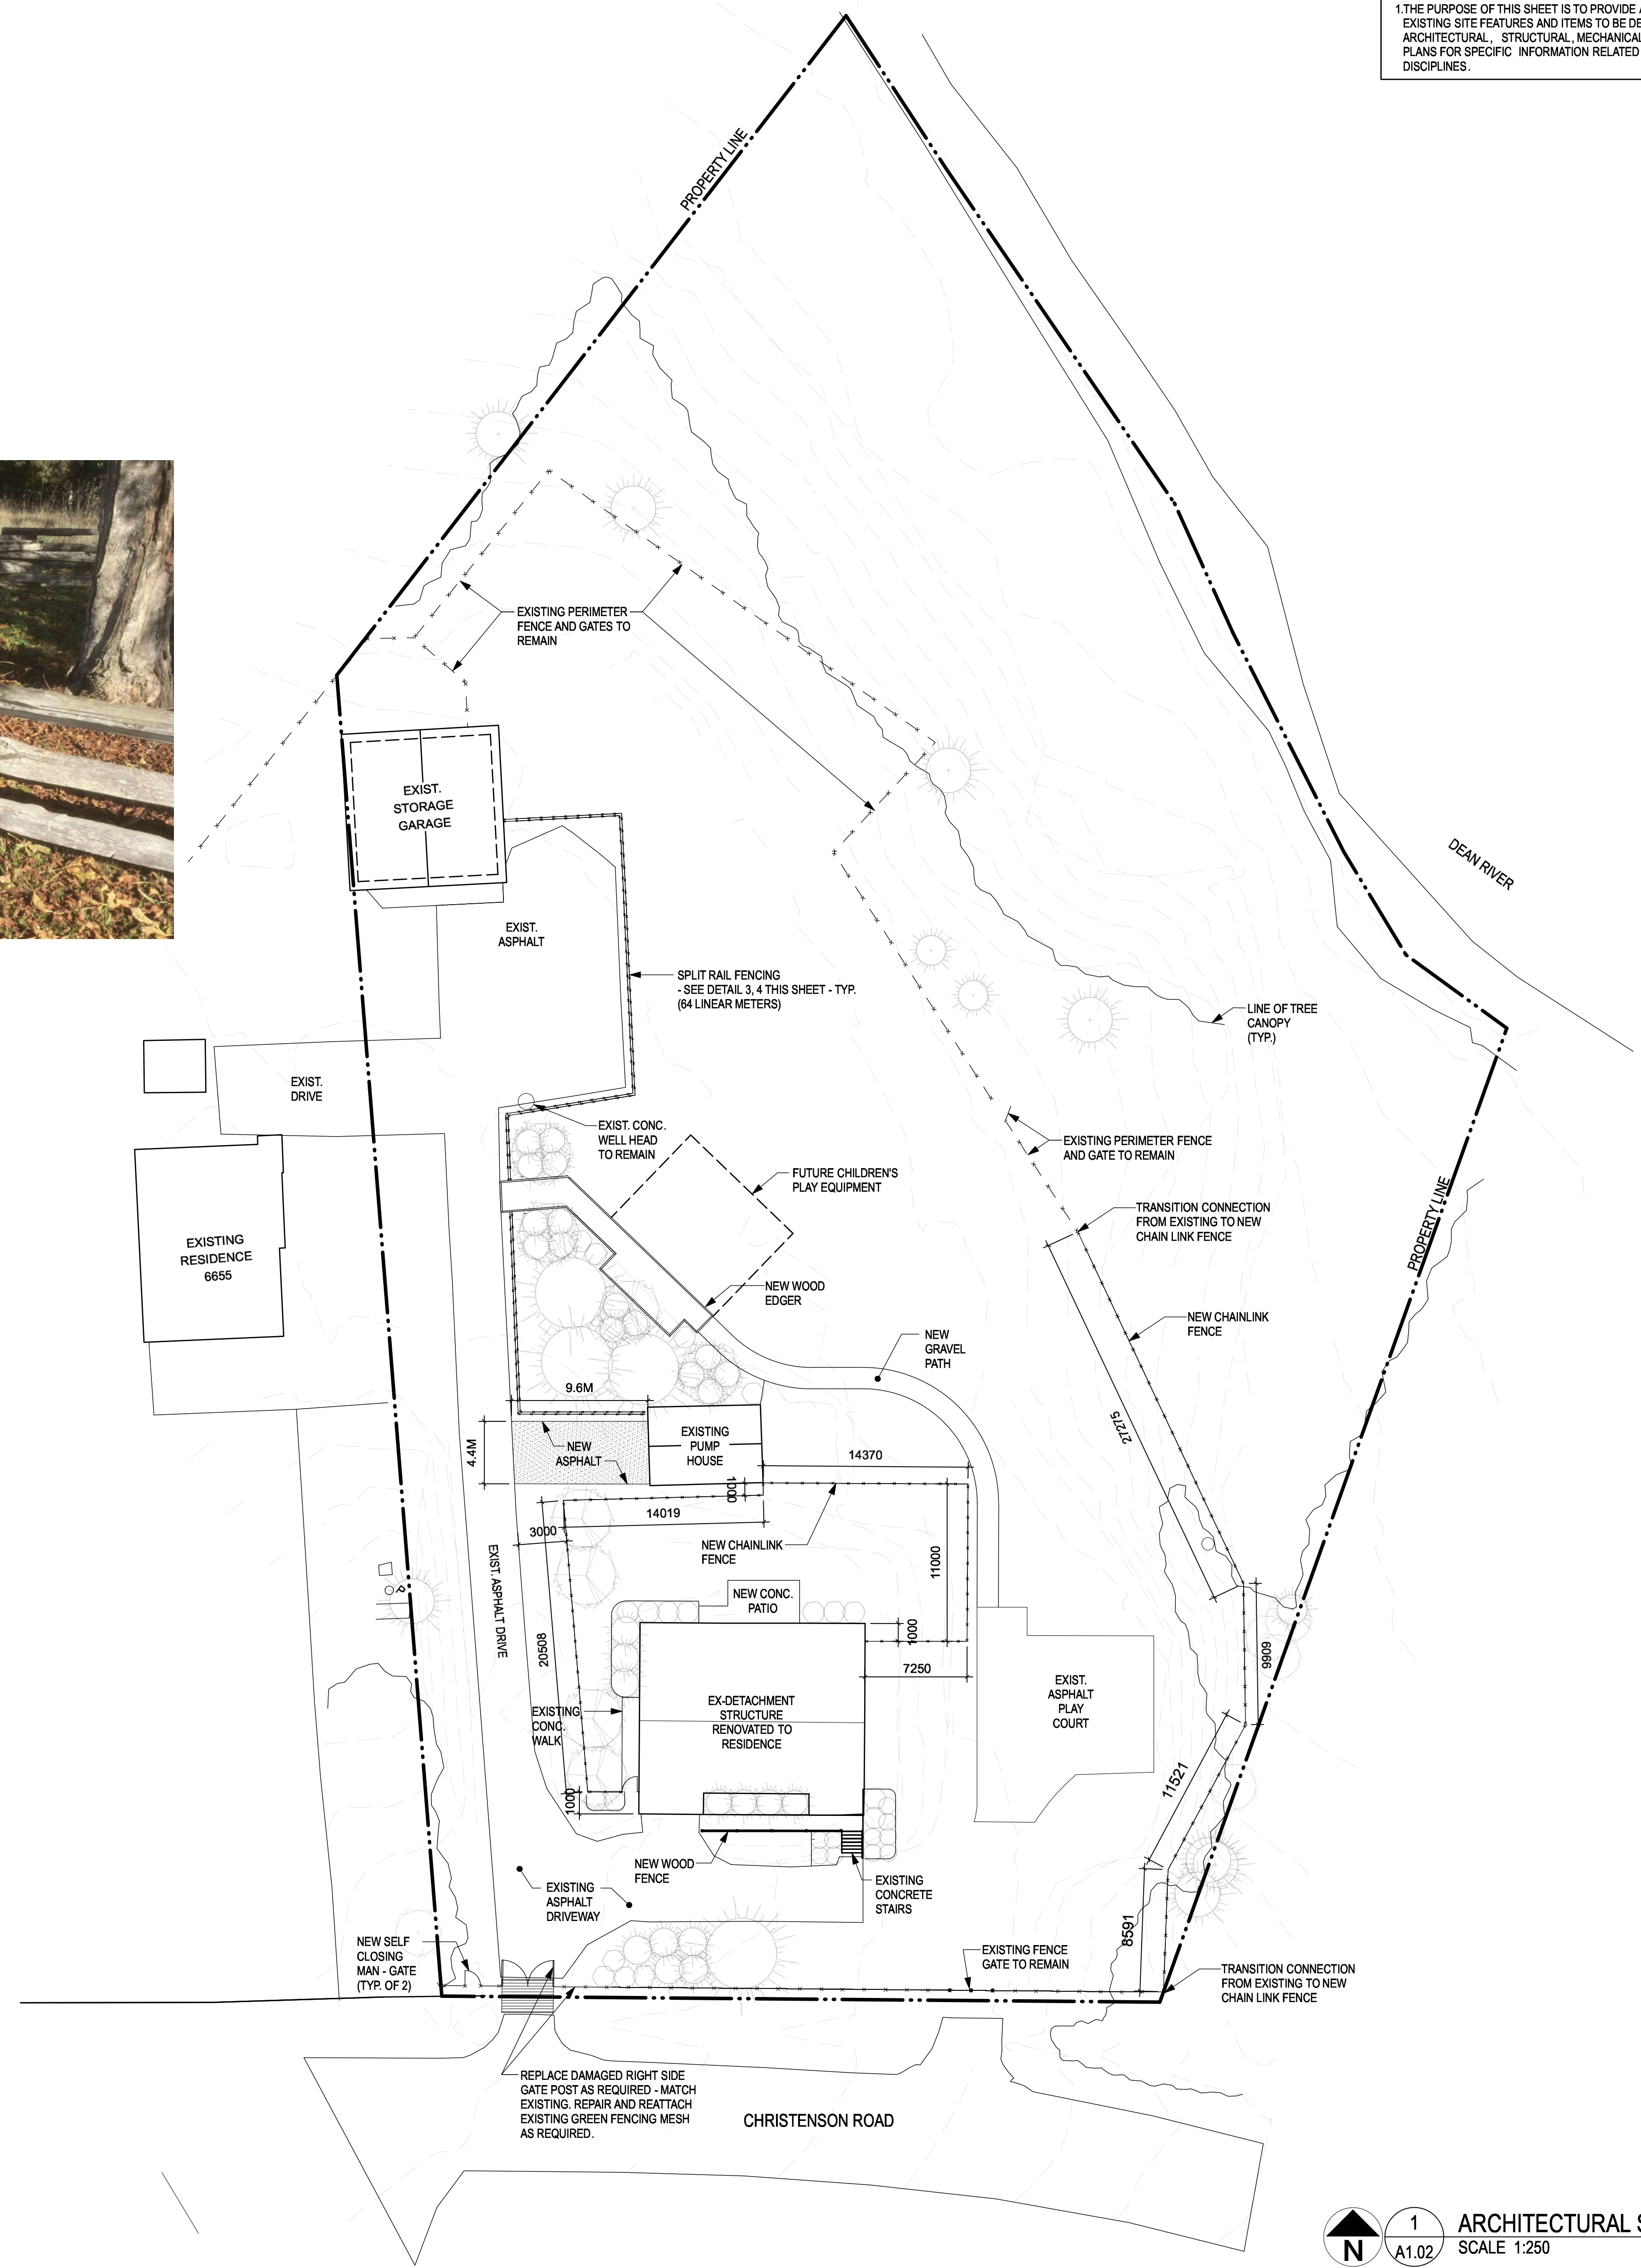 1.THE PURPOSE OF THIS SHEET IS TO PROVIDE
EXISTING SITE FEATURES AND ITEMS TO BE
ARCHITECTURAL, STRUCTURAL, MECHANICAL
PLANS FOR SPECIFIC INFORMATION RELATED
DISCIPLINES.
PROPERTY LINE
EXISTING PERIMETER
FENCE AND GATES TO
REMAIN
EXIST.
STORAGE
GARAGE
DEAN RIVER
EXIST.
ASPHALT
SPLIT RAIL FENCING
- SEE DETAIL 3, 4 THIS SHEET - TYP.
(64 LINEAR METERS)
LINE OF TREE
CANOPY
(TYP.)
EXIST.
DRIVE
EXIST. CONC.
WELL HEAD
TO REMAIN
EXISTING PERIMETER FENCE
AND GATE TO REMAIN
FUTURE CHILDREN'S
PLAY EQUIPMENT
TRANSITION CONNECTION
FROM EXISTING TO NEW
CHAIN LINK FENCE
PROPERTY LINE
EXISTING
RESIDENCE
6655
NEW WOOD
EDGER
NEW CHAINLINK
FENCE
NEW
GRAVEL
PATH
9.6M
27275
4.4M
NEW
ASPHALT
EXISTING
PUMP
HOUSE
14370
1000
14019
3000
NEW CHAINLINK
FENCE
11000
EXIST. ASPHALT DRIVE
NEW CONC.
PATIO
1000
20508
7250
9909
EXISTING
CONC.
WALK
EX-DETACHMENT
STRUCTURE
RENOVATED TO
RESIDENCE
EXIST.
ASPHALT
PLAY
COURT
11521
1000
NEW WOOD
FENCE
EXISTING
ASPHALT
DRIVEWAY
EXISTING
CONCRETE
STAIRS
8591
NEW SELF
CLOSING
MAN - GATE
(TYP. OF 2)
EXISTING FENCE
GATE TO REMAIN
TRANSITION CONNECTION
FROM EXISTING TO NEW
CHAIN LINK FENCE
REPLACE DAMAGED RIGHT SIDE
GATE POST AS REQUIRED - MATCH
EXISTING. REPAIR AND REATTACH
EXISTING GREEN FENCING MESH
AS REQUIRED.
CHRISTENSON ROAD
N
1
A1.02
ARCHITECTURAL
SCALE 1:250